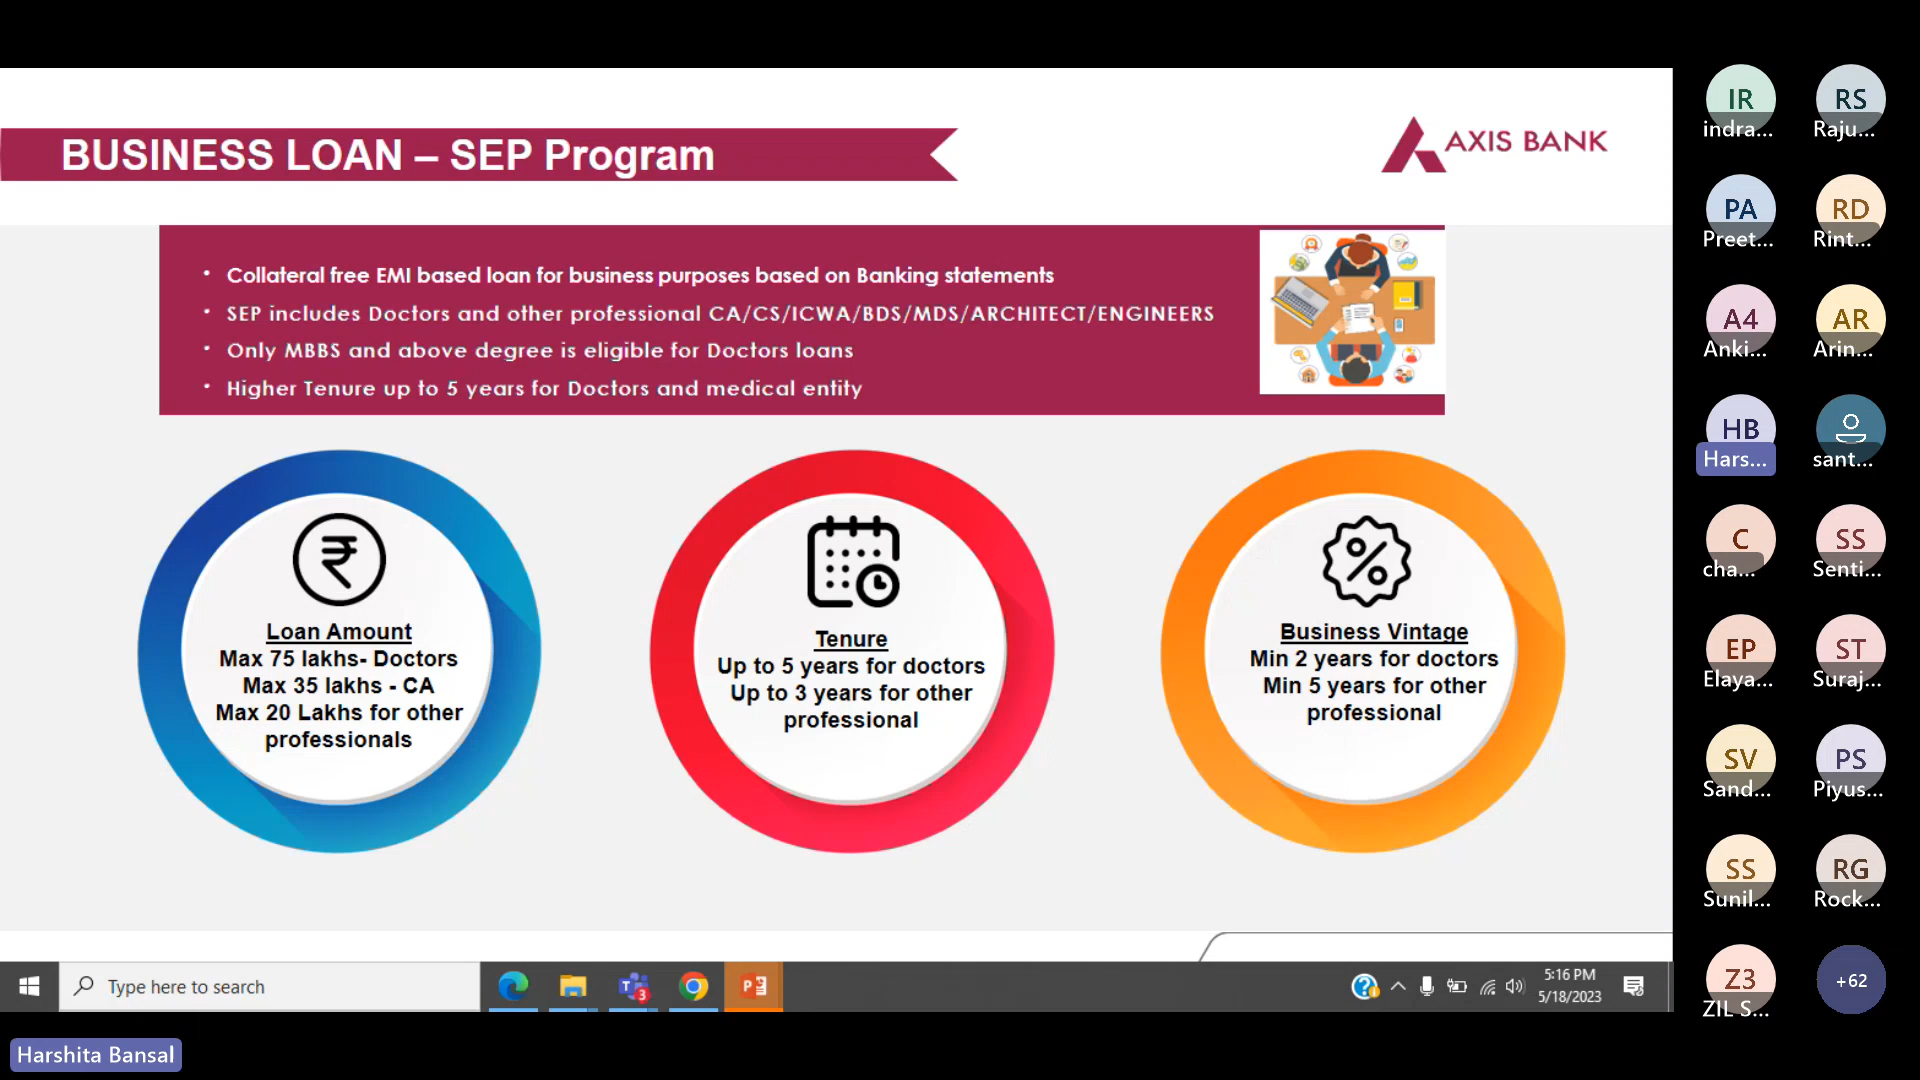 BUSINESS LOAN – SEP Program
AXIS BANK
• Collateral free EMI based loan for business purposes based on Banking statements
• SEP includes Doctors and other professional CA/CS/ICWA/BDS/MDS/ARCHITECT/ENGINEERS
• Only MBBS and above degree is eligible for Doctors loans
• Higher Tenure up to 5 years for Doctors and medical entity
Loan Amount
Max 75 lakhs- Doctors
Max 35 lakhs - CA
Max 20 Lakhs for other
professionals
Tenure
Up to 5 years for doctors
Up to 3 years for other
professional
Business Vintage
Min 2 years for doctors
Min 5 years for other
professional
Type here to search
3
5:16 PM
5/18/2023
Harshita Bansal
IR
indra...
RS
Raju...
PA
Preet...
RD
Rint...
A4
Anki...
AR
Arin...
HB
Hars...
sant...
C
cha...
SS
Senti...
EP
Elaya...
ST
Suraj...
SV
Sand...
PS
Piyus...
SS
Sunil...
RG
Rock...
Z3
ZIL S...
+62